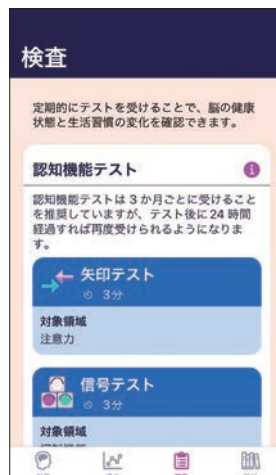 検査
定期的にテストを受けることで、脳の健康
状態と生活習慣の変化を確認できます。
認知機能テスト
認知機能テストは3か月ごとに受けること
を推奨していますが、テスト後に24時間
経過すれば再度受けられるようになりま
す。
矢印テスト
3分
対象領域
注意力
信号テスト
3分
対象領域